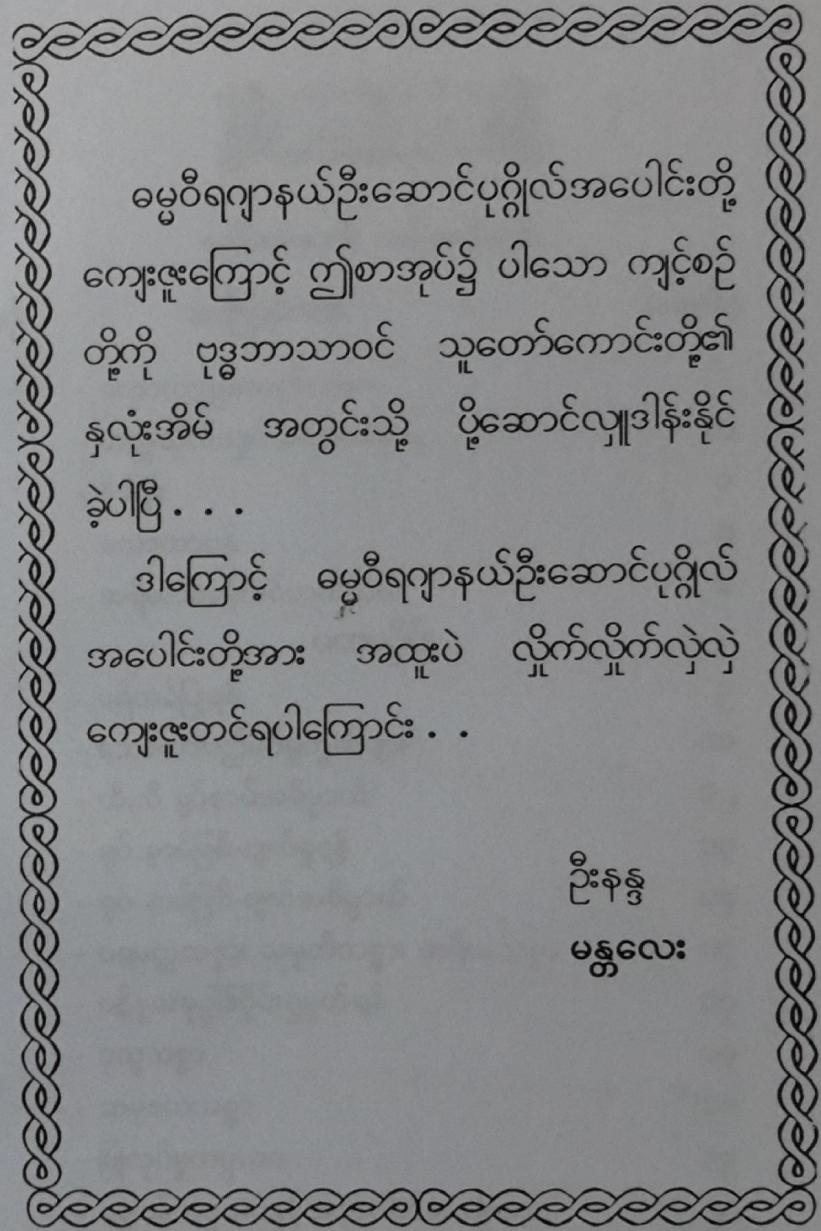 ဓမ္မဝီရဂျာနယ်ဦးဆောင်ပုဂ္ဂိုလ်အပေါင်းတို့
ကျေးဇူးကြောင့် ဤစာအုပ်၌ ပါသော ကျင့်စဉ်
တို့ကို ဗုဒ္ဓဘာသာဝင် သူတော်ကောင်းတို့၏
နှလုံးအိမ် အတွင်းသို့ ပို့ဆောင်လှူဒါန်းနိုင်
ခဲ့ပါပြီ . . .
ဒါကြောင့် ဓမ္မဝီရဂျာနယ်ဦးဆောင်ပုဂ္ဂိုလ်
အပေါင်းတို့အား အထူးပဲ လှိုက်လှိုက်လှဲလှဲ
ကျေးဇူးတင်ရပါကြောင်း . .
ဦးနန္ဒ
မန္တလေး